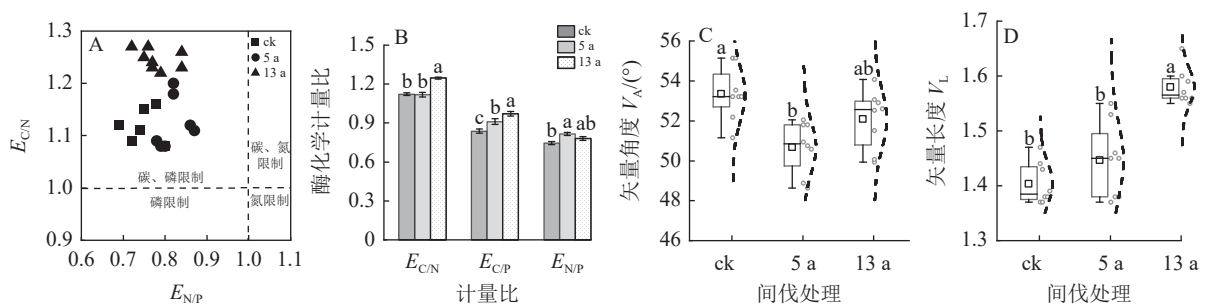 A
ck
5 a
13 a
1.3
1.2
1.1
1.0
0.9
E_C/N
碳、磷限制
磷限制
碳、氮
限制
氮限制
0.6 0.7 0.8 0.9 1.0 1.1
E_N/P
B
ck
5 a
13 a
1.5
1.2
0.9
0.6
0.3
0
酶化学计量比
b b a
c b a
b a ab
E_C/N E_C/P E_N/P
计量比
C
56
54
52
50
48
46
矢量角度 V_A/(°)
a
b
ab
ck 5 a 13 a
间伐处理
D
1.7
1.6
1.5
1.4
1.3
矢量长度 V_L
b
b
a
ck 5 a 13 a
间伐处理